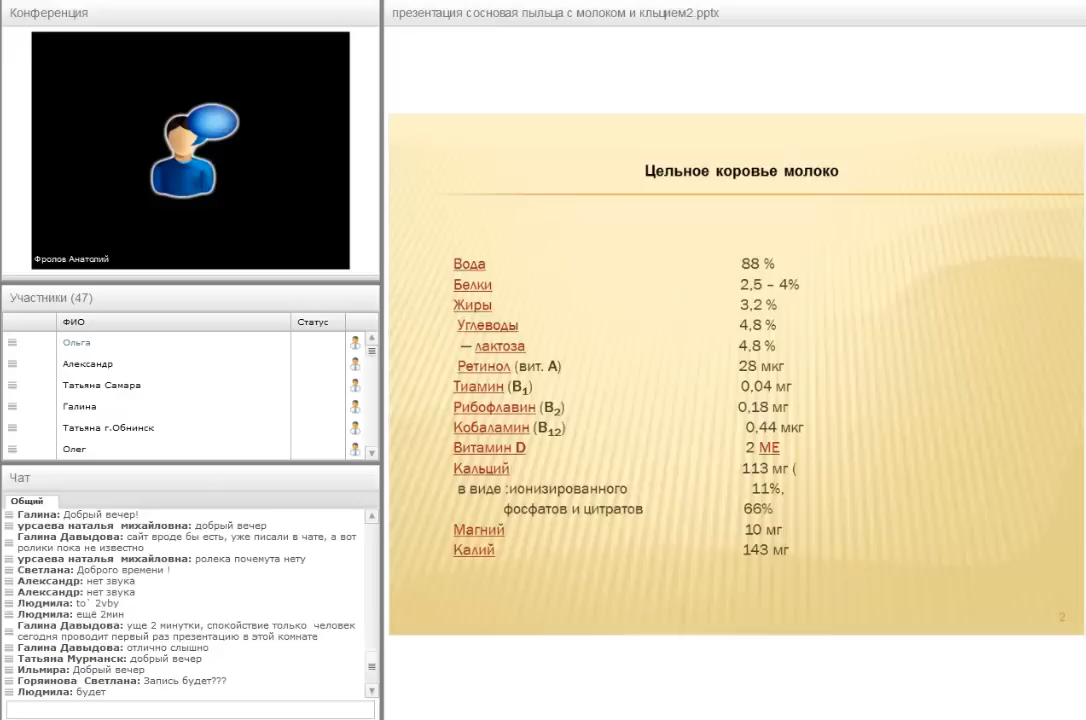 Конференция
Фролов Анатолий
Участники (47)
ФИО Статус
Ольга
Александр
Татьяна Самара
Галина
Татьяна г.Обнинск
Олег
Чат
Общий
Галина: Добрый вечер!
урсаева наталья михайловна: добрый вечер
Галина Давыдова: сайт вроде бы есть, уже писали в чате, а вот
ролики пока не известно
урсаева наталья михайловна: ролека почемута нету
Светлана: Доброго времени !
Александр: нет звука
Александр: нет звука
Людмила: to` 2vby
Людмила: ещё 2мин
Галина Давыдова: уше 2 минутки, спокойствие только человек
сегодня проводит первый раз презентацию в этой комнате
Галина Давыдова: отлично слышно
Татьяна Мурманск: добрый вечер
Ильмира: Добрый вечер
Горяинова Светлана: Запись будет???
Людмила: будет
презентация сосновая пыльца с молоком и кльцием2.pptx
Цельное коровье молоко
Вода 88 %
Белки 2,5 – 4%
Жиры 3,2 %
Углеводы 4,8 %
— лактоза 4,8 %
Ретинол (вит. А) 28 мкг
Тиамин (B1) 0,04 мг
Рибофлавин (B2) 0,18 мг
Кобаламин (B12) 0,44 мкг
Витамин D 2 МЕ
Кальций 113 мг (
в виде :ионизированного 11%,
фосфатов и цитратов 66%
Магний 10 мг
Калий 143 мг
2